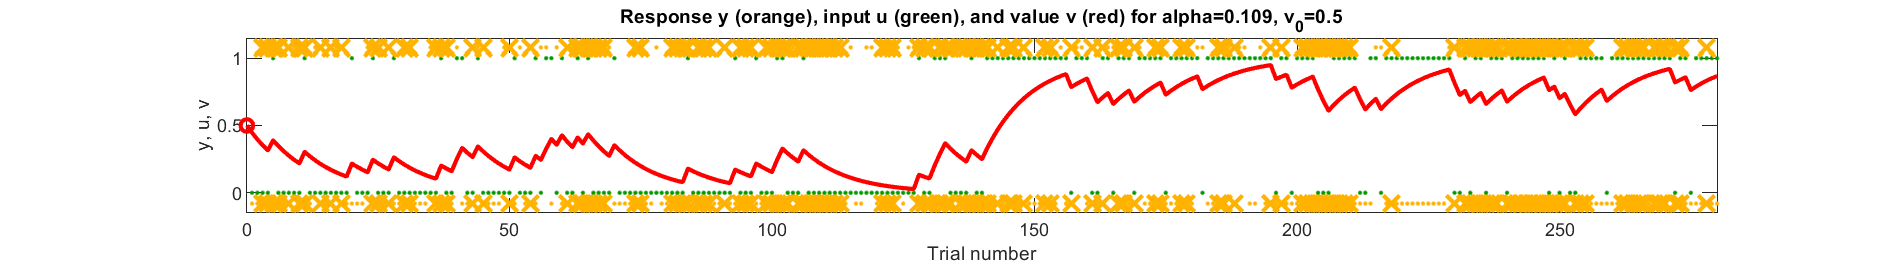 Response y (orange), input u (green), and value v (red) for alpha=0.109, v₀=0.5
y, u, v
1
0.5
0
0 50 100 150 200 250
Trial number